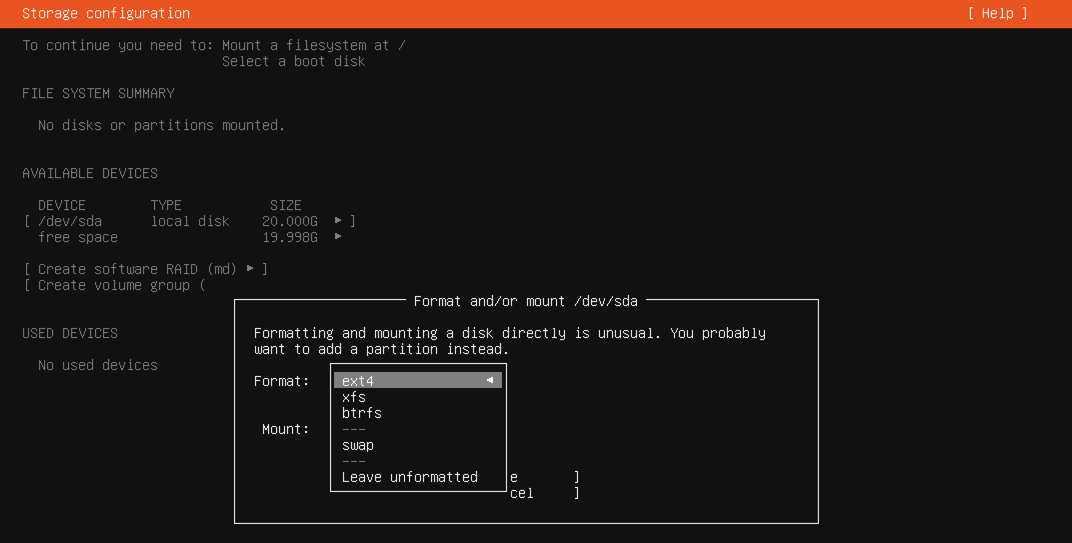 Storage configuration [ Help ]
To continue you need to: Mount a filesystem at /
Select a boot disk
FILE SYSTEM SUMMARY
No disks or partitions mounted.
AVAILABLE DEVICES
DEVICE TYPE SIZE
[ /dev/sda local disk 20.000G ▸ ]
free space 19.998G ▸
[ Create software RAID (md) ▸ ]
[ Create volume group (
USED DEVICES
No used devices
Format and/or mount /dev/sda
Formatting and mounting a disk directly is unusual. You probably
want to add a partition instead.
Format: ext4 ◂
xfs
btrfs
---
Mount:
swap
---
Leave unformatted
e ]
cel ]